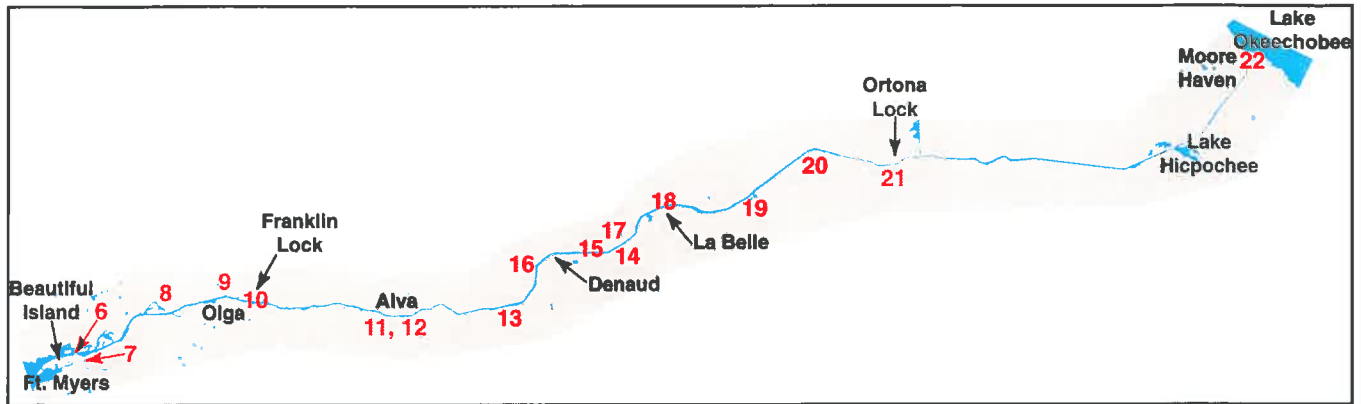 Lake
Okeechobee
Moore
Haven
22
Ortona
Lock
Lake
Hicpochee
20
21
18
19
17
La Belle
15
14
16
Denaud
Franklin
Lock
9
8
10
Olga
Beautiful
Island
6
Alva
11, 12
13
7
Ft. Myers